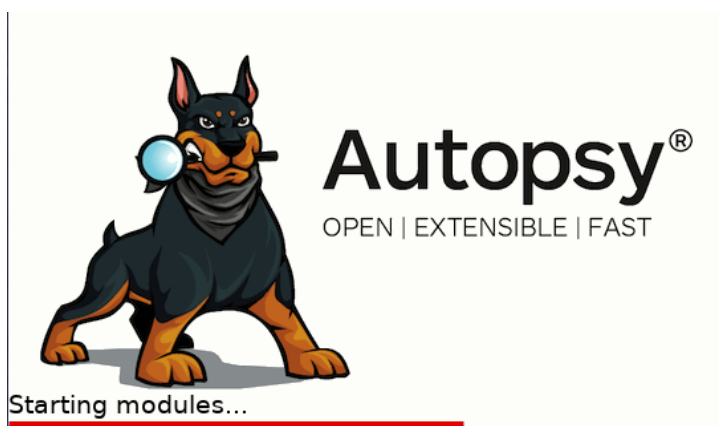 Autopsy®
OPEN | EXTENSIBLE | FAST
Starting modules...